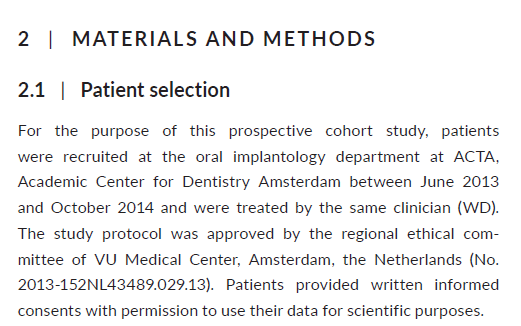 2 | MATERIALS AND METHODS
2.1 | Patient selection
For the purpose of this prospective cohort study, patients
were recruited at the oral implantology department at ACTA,
Academic Center for Dentistry Amsterdam between June 2013
and October 2014 and were treated by the same clinician (WD).
The study protocol was approved by the regional ethical com-
mittee of VU Medical Center, Amsterdam, the Netherlands (No.
2013-152NL43489.029.13). Patients provided written informed
consents with permission to use their data for scientific purposes.